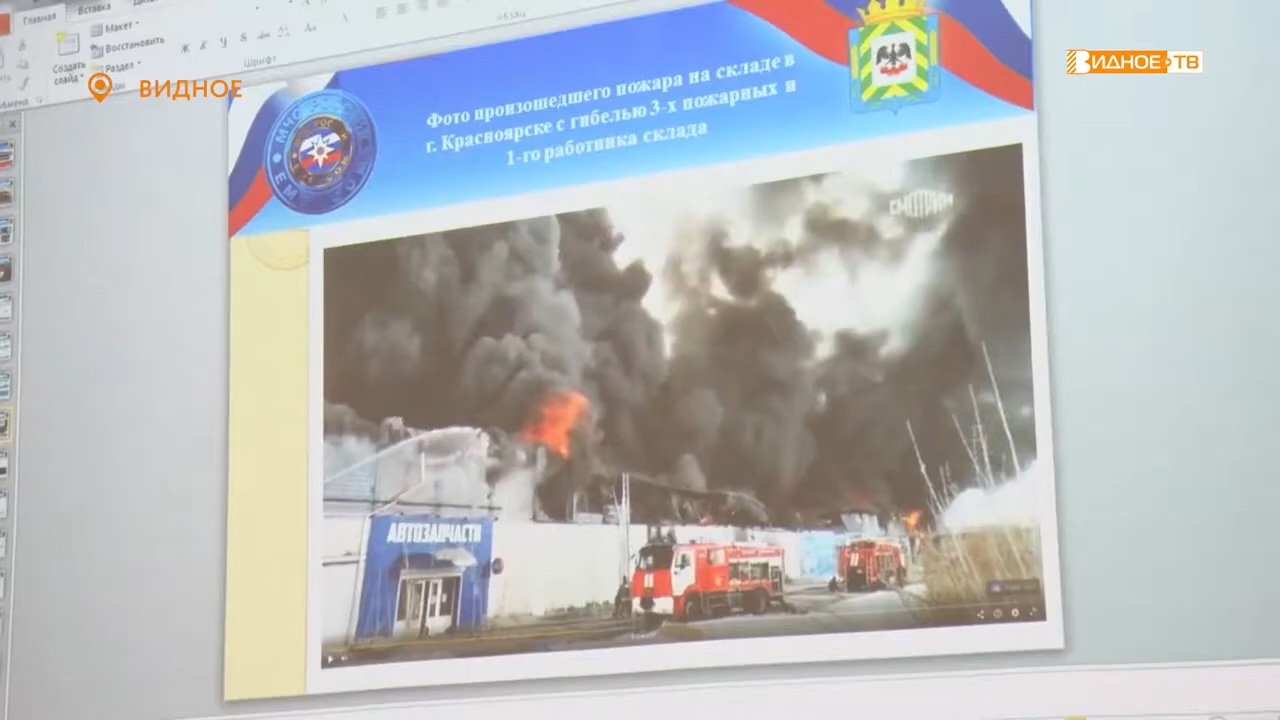 Главная
Вставка
Макет
Восстановить
Раздел
Создать
слайд
Шрифт
Абзац
ВИДНОЕ
ВИДНОЕ ТВ
Фото произошедшего пожара на складе в
г. Красноярске с гибелью 3-х пожарных и
1-го работника склада
СМОТРИМ
АВТОЗАПЧАСТИ